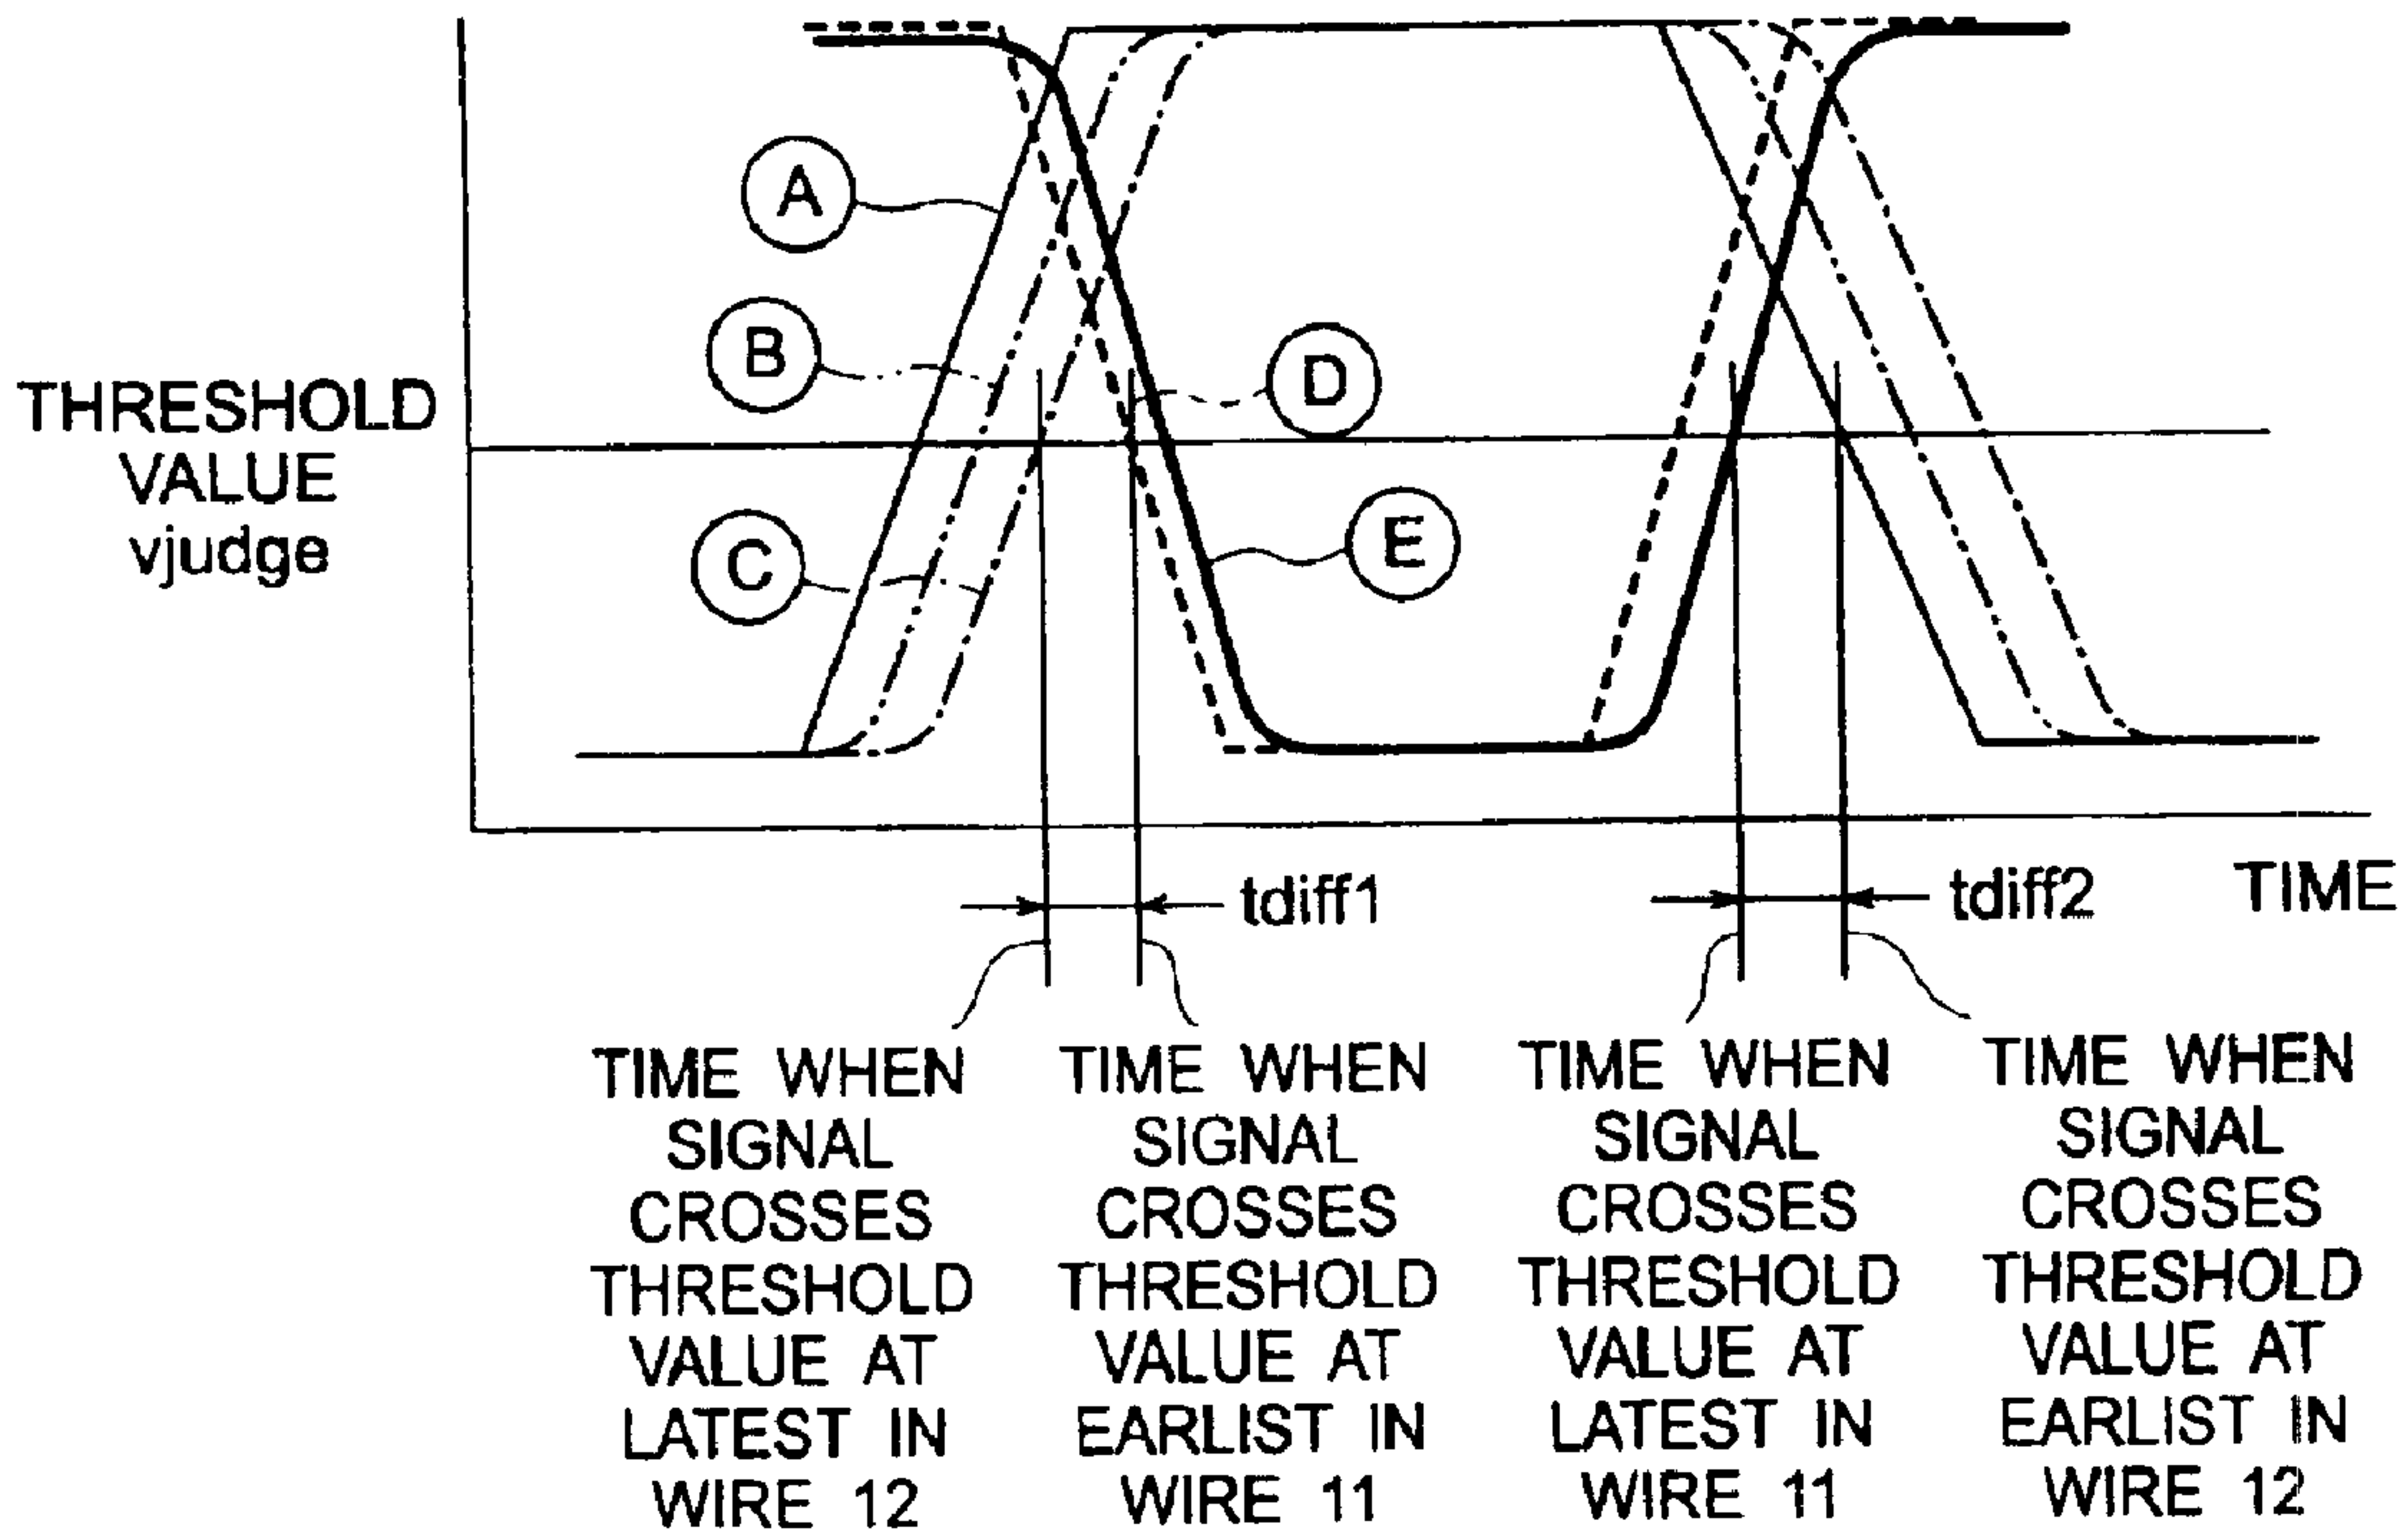 A
B
THRESHOLD
VALUE
vjudge
C
D
E
tdiff1
tdiff2
TIME
TIME WHEN
SIGNAL
CROSSES
THRESHOLD
VALUE AT
LATEST IN
WIRE 12
TIME WHEN
SIGNAL
CROSSES
THRESHOLD
VALUE AT
EARLIST IN
WIRE 11
TIME WHEN
SIGNAL
CROSSES
THRESHOLD
VALUE AT
LATEST IN
WIRE 11
TIME WHEN
SIGNAL
CROSSES
THRESHOLD
VALUE AT
EARLIST IN
WIRE 12